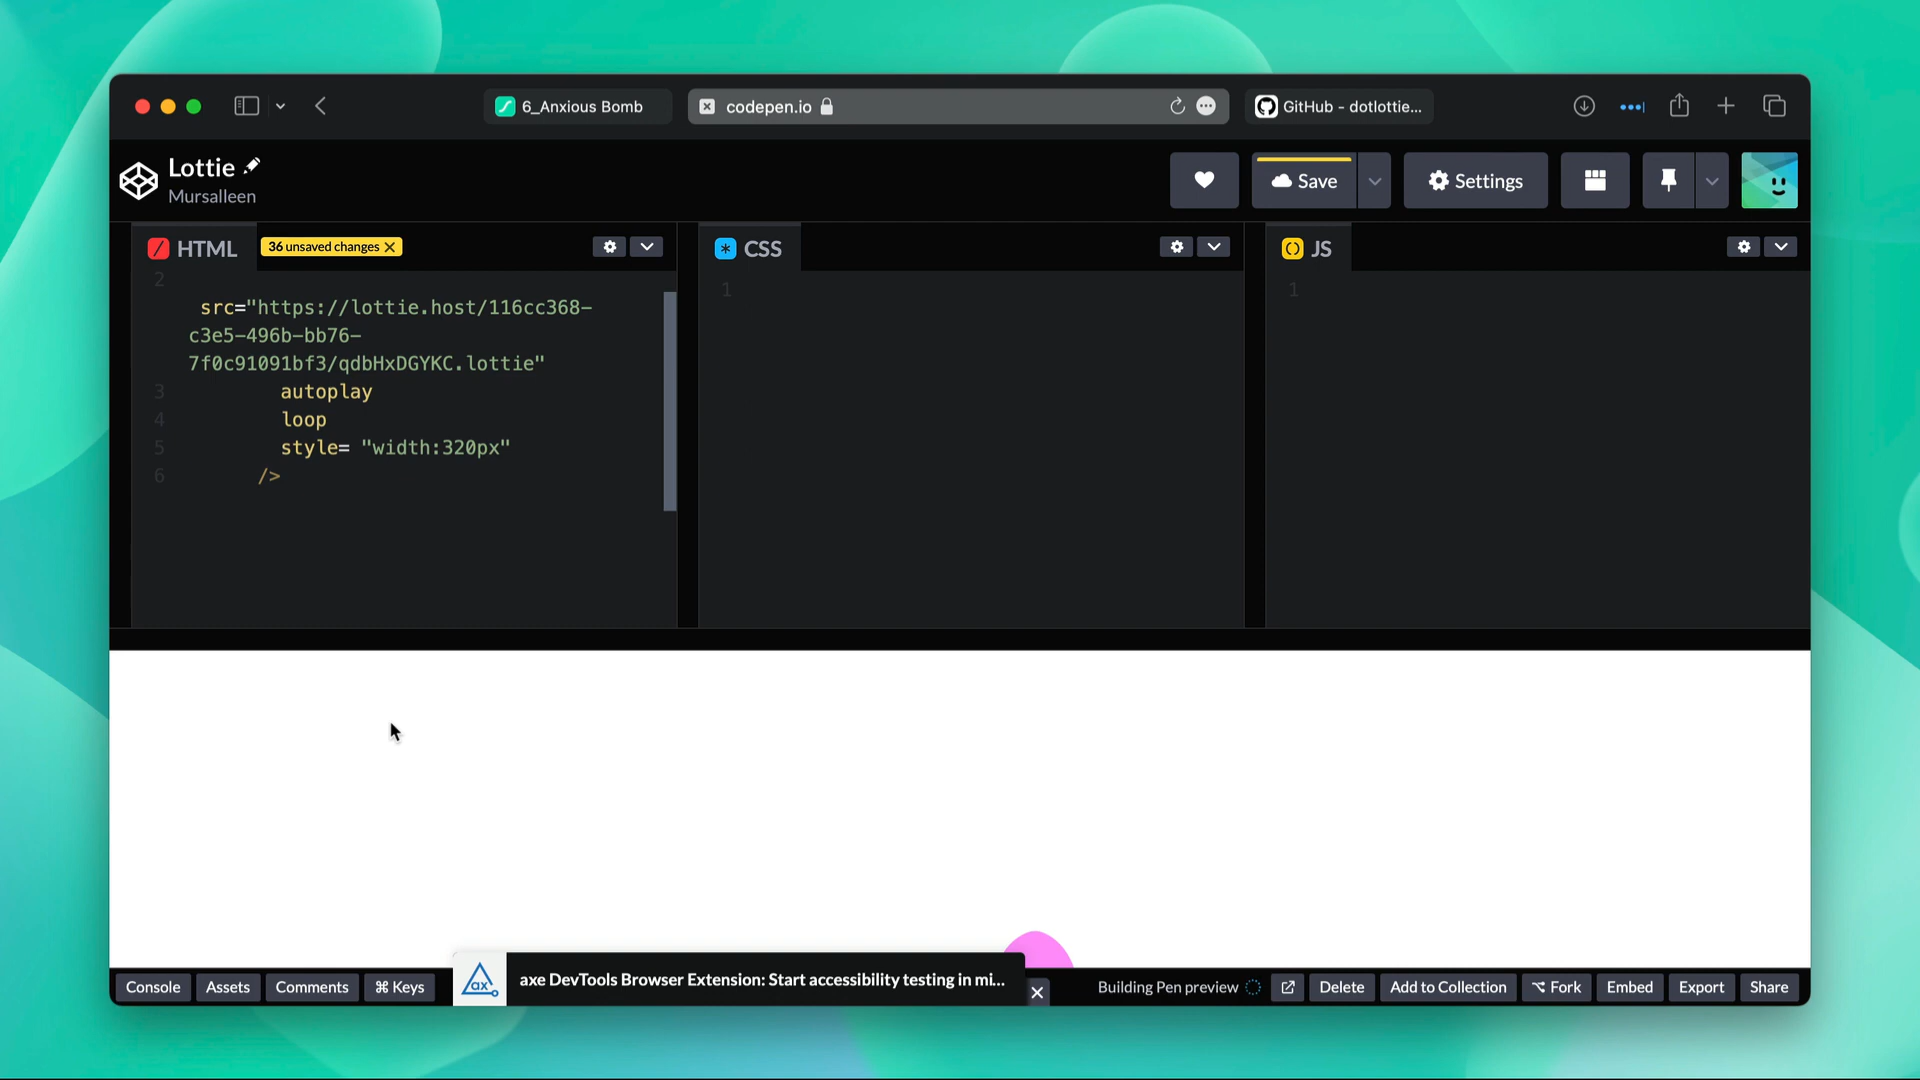 6_Anxious Bomb
codepen.io
GitHub - dotlottie...
Lottie
Mursalleen
Save
Settings
HTML
36 unsaved changes
CSS
JS
2
src="https://lottie.host/116cc368-
c3e5-496b-bb76-
7f0c91091bf3/qdbHxDGYKC.lottie"
3 autoplay
4 loop
5 style= "width:320px"
6 />
1
1
Console
Assets
Comments
⌘ Keys
ax
axe DevTools Browser Extension: Start accessibility testing in mi...
Building Pen preview
Delete
Add to Collection
Fork
Embed
Export
Share